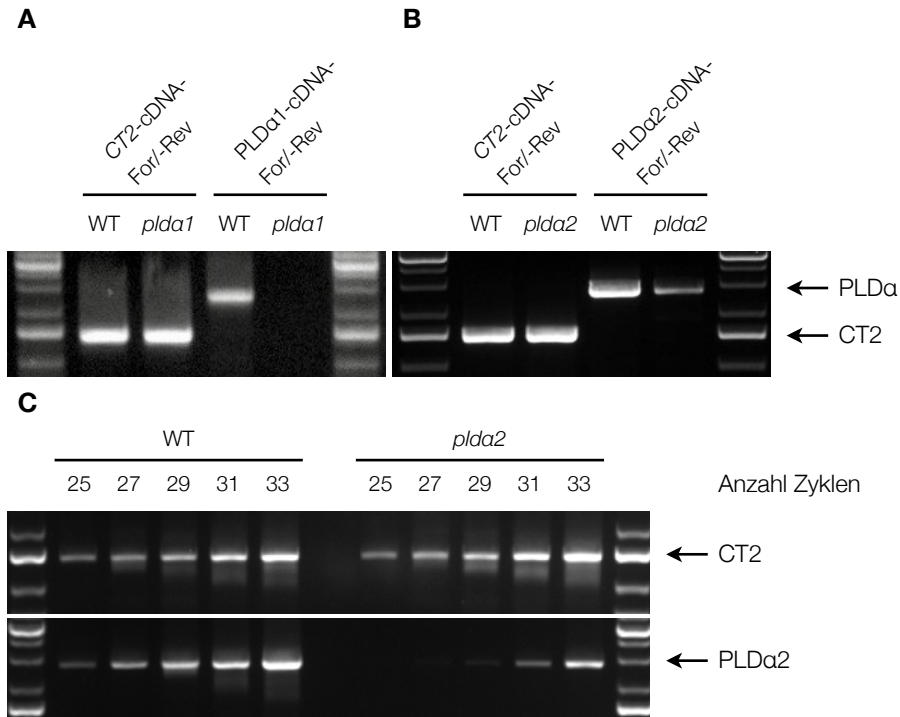 A
B
CT2-cDNA-
For/-Rev
PLDα1-cDNA-
For/-Rev
CT2-cDNA-
For/-Rev
PLDα2-cDNA-
For/-Rev
WT pldα1 WT pldα1
WT pldα2 WT pldα2
PLDα
CT2
C
WT pldα2
25 27 29 31 33 25 27 29 31 33 Anzahl Zyklen
CT2
PLDα2